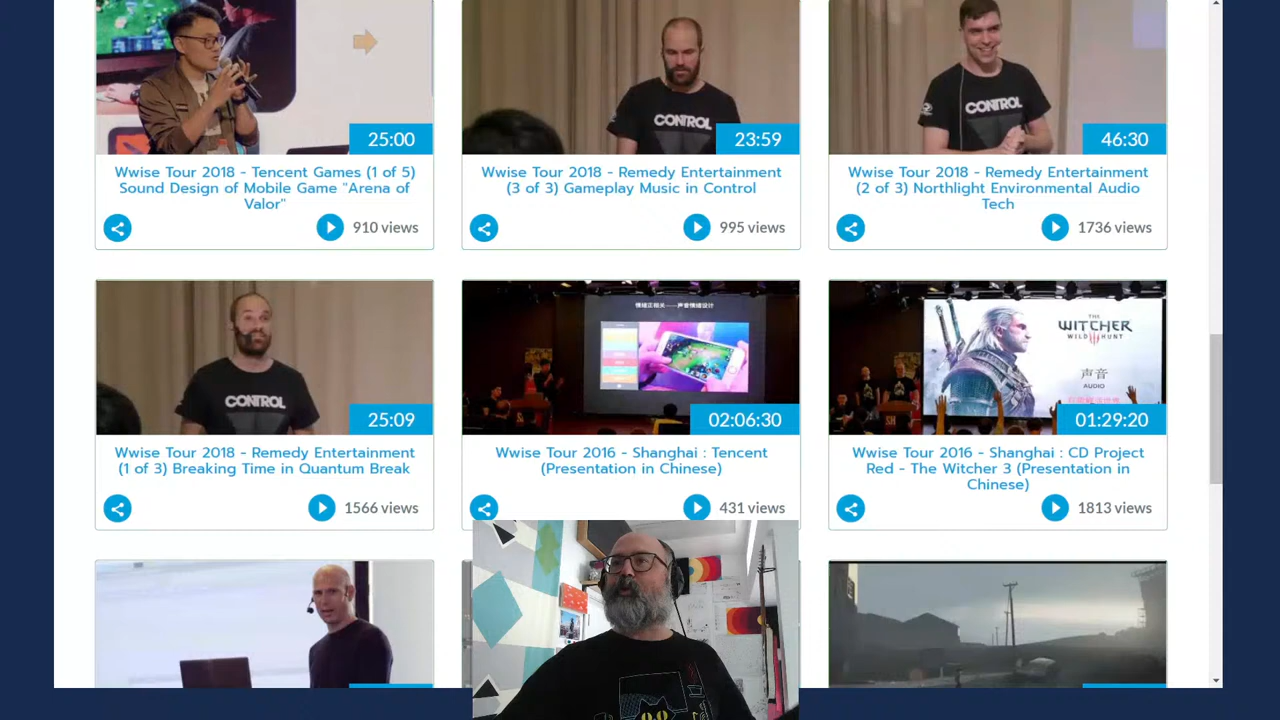 CONTROL
CONTROL
25:00
23:59
46:30
Wwise Tour 2018 - Tencent Games (1 of 5)
Sound Design of Mobile Game "Arena of
Valor"
910 views
Wwise Tour 2018 - Remedy Entertainment
(3 of 3) Gameplay Music in Control
995 views
Wwise Tour 2018 - Remedy Entertainment
(2 of 3) Northlight Environmental Audio
Tech
1736 views
CONTROL
25:09
02:06:30
THE
WITCHER
WILD HUNT
声音
AUDIO
01:29:20
Wwise Tour 2018 - Remedy Entertainment
(1 of 3) Breaking Time in Quantum Break
1566 views
Wwise Tour 2016 - Shanghai : Tencent
(Presentation in Chinese)
431 views
Wwise Tour 2016 - Shanghai : CD Project
Red - The Witcher 3 (Presentation in
Chinese)
1813 views